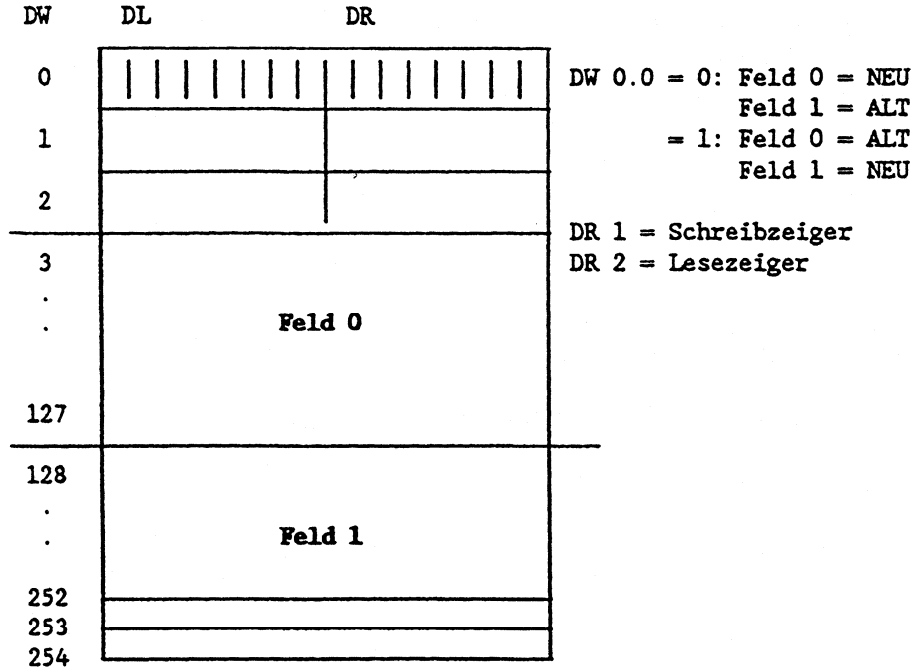 DW DL DR
0 DW 0.0 = 0: Feld 0 = NEU
Feld 1 = ALT
1 = 1: Feld 0 = ALT
Feld 1 = NEU
2
DR 1 = Schreibzeiger
3 DR 2 = Lesezeiger
.
. Feld 0
127
128
.
. Feld 1
252
253
254